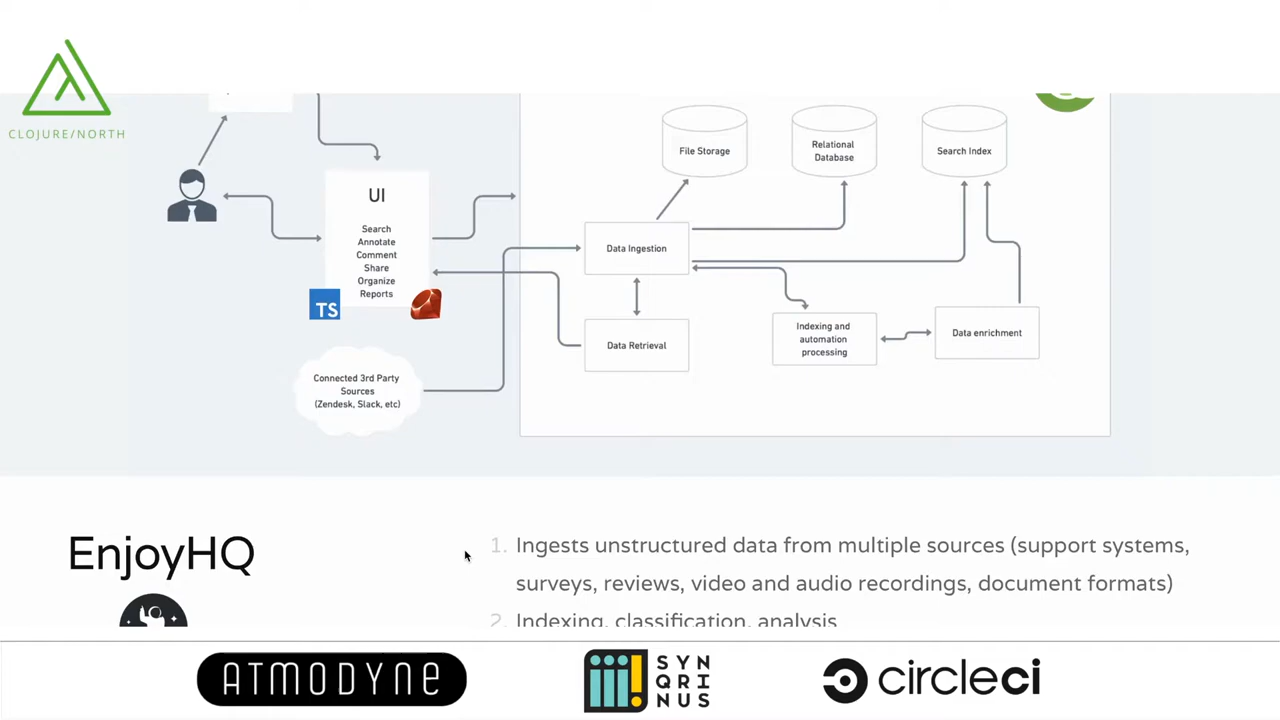 CLOJURE/NORTH
UI
Search
Annotate
Comment
Share
Organize
Reports
TS
Connected 3rd Party
Sources
(Zendesk, Slack, etc)
File Storage
Relational
Database
Search Index
Data Ingestion
Data Retrieval
Indexing and
automation
processing
Data enrichment
EnjoyHQ
1. Ingests unstructured data from multiple sources (support systems,
surveys, reviews, video and audio recordings, document formats)
2. Indexing, classification, analysis
ATMODYNE
SYN
QRI
NUS
circleci